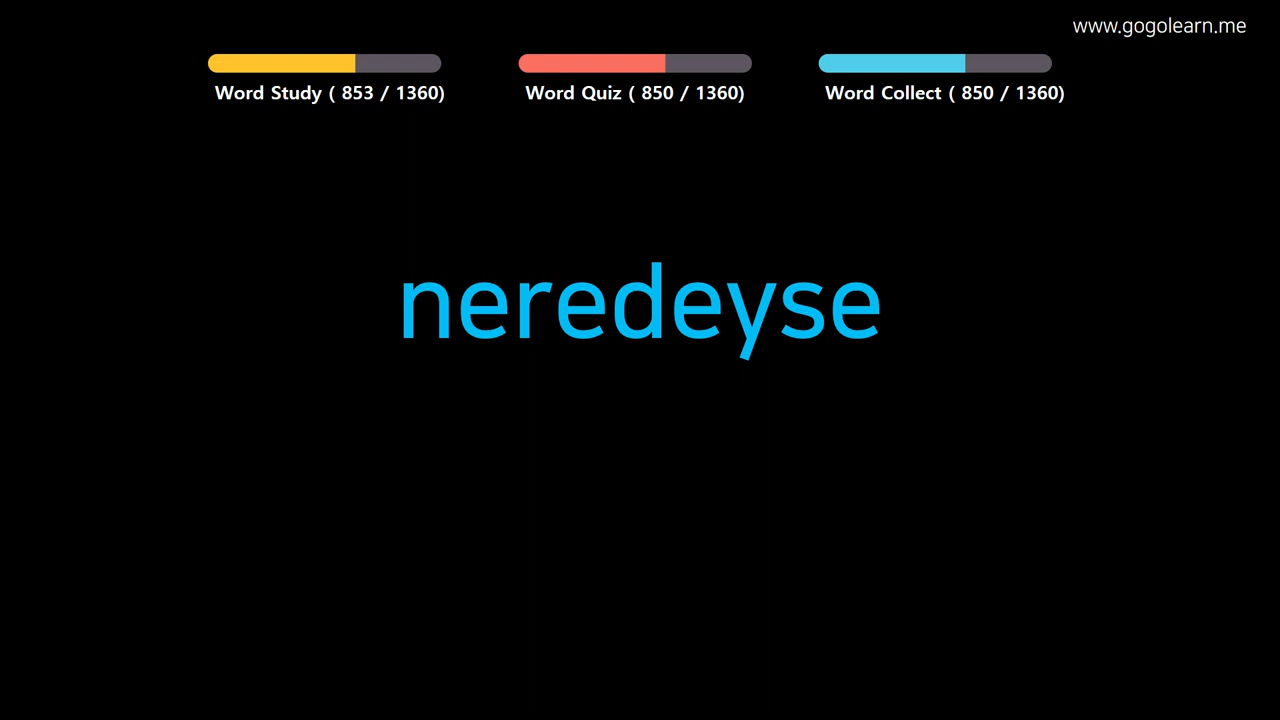 www.gogolearn.me
Word Study ( 853 / 1360)
Word Quiz ( 850 / 1360)
Word Collect ( 850 / 1360)
neredeyse